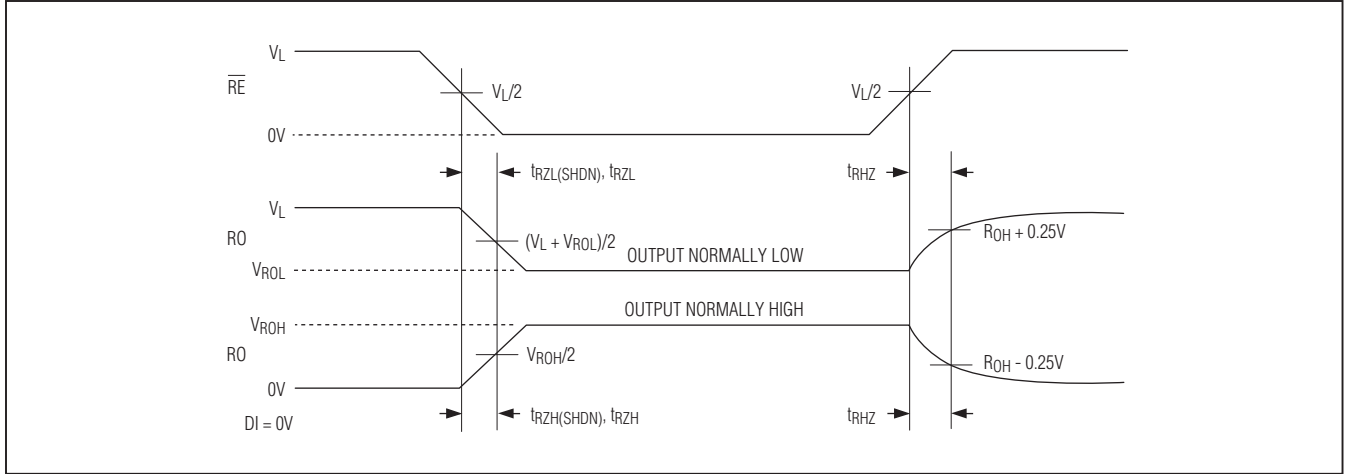 VL
RE
VL/2
VL/2
0V
tRZL(SHDN), tRZL
tRHZ
VL
RO
(VL + VROL)/2
ROH + 0.25V
OUTPUT NORMALLY LOW
VROL
OUTPUT NORMALLY HIGH
VROH
RO
VROH/2
ROH - 0.25V
0V
DI = 0V
tRZH(SHDN), tRZH
tRHZ